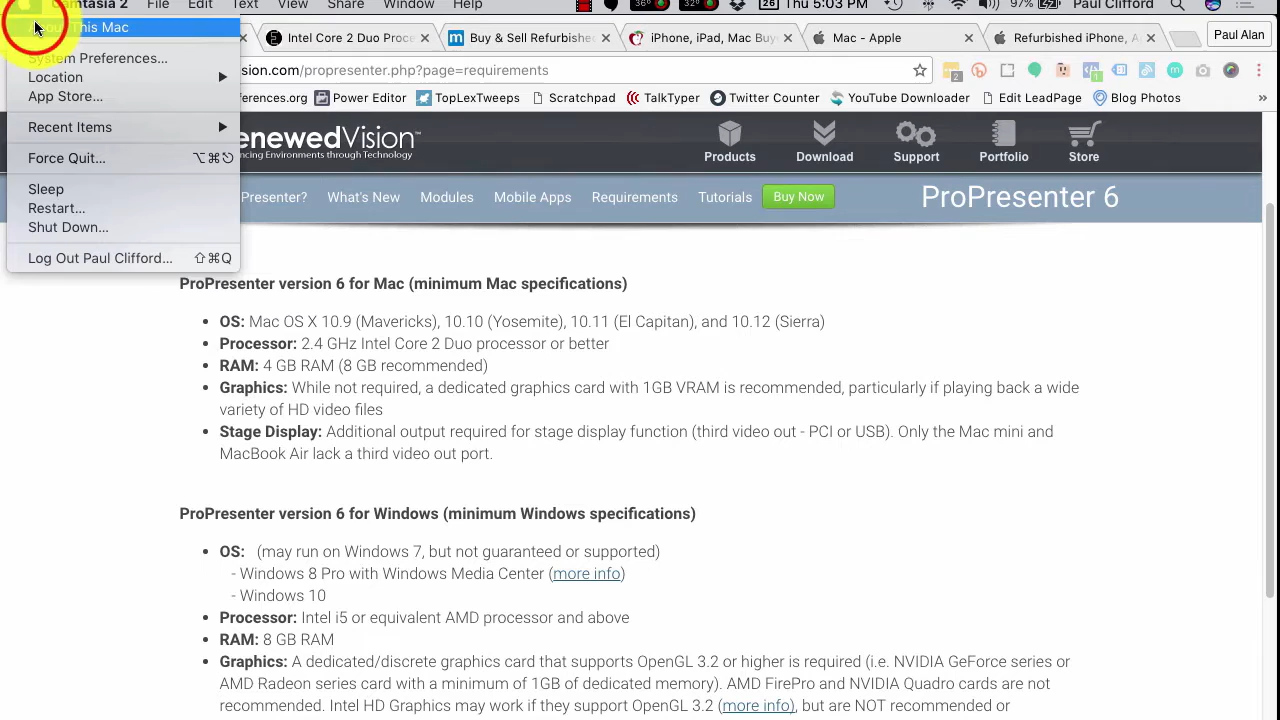 Camtasia 2 File Edit Text View Share Window Help 36° 32° 26 Thu 5:03 PM 97% Paul Clifford
About This Mac
System Preferences...
Location
App Store...
Recent Items
Force Quit... ⌥⌘⎋
Sleep
Restart...
Shut Down...
Log Out Paul Clifford... ⇧⌘Q
Intel Core 2 Duo Proce Buy & Sell Refurbishe iPhone, iPad, Mac Buye Mac - Apple Refurbished iPhone, A Paul Alan
sion.com/propresenter.php?page=requirements
ferences.org Power Editor TopLexTweeps Scratchpad TalkTyper Twitter Counter YouTube Downloader Edit LeadPage Blog Photos »
enewedVision™
ncing Environments through Technology
Products Download Support Portfolio Store
Presenter? What's New Modules Mobile Apps Requirements Tutorials Buy Now ProPresenter 6
ProPresenter version 6 for Mac (minimum Mac specifications)
• OS: Mac OS X 10.9 (Mavericks), 10.10 (Yosemite), 10.11 (El Capitan), and 10.12 (Sierra)
• Processor: 2.4 GHz Intel Core 2 Duo processor or better
• RAM: 4 GB RAM (8 GB recommended)
• Graphics: While not required, a dedicated graphics card with 1GB VRAM is recommended, particularly if playing back a wide
variety of HD video files
• Stage Display: Additional output required for stage display function (third video out - PCI or USB). Only the Mac mini and
MacBook Air lack a third video out port.
ProPresenter version 6 for Windows (minimum Windows specifications)
• OS: (may run on Windows 7, but not guaranteed or supported)
- Windows 8 Pro with Windows Media Center (more info)
- Windows 10
• Processor: Intel i5 or equivalent AMD processor and above
• RAM: 8 GB RAM
• Graphics: A dedicated/discrete graphics card that supports OpenGL 3.2 or higher is required (i.e. NVIDIA GeForce series or
AMD Radeon series card with a minimum of 1GB of dedicated memory). AMD FirePro and NVIDIA Quadro cards are not
recommended. Intel HD Graphics may work if they support OpenGL 3.2 (more info), but are NOT recommended or